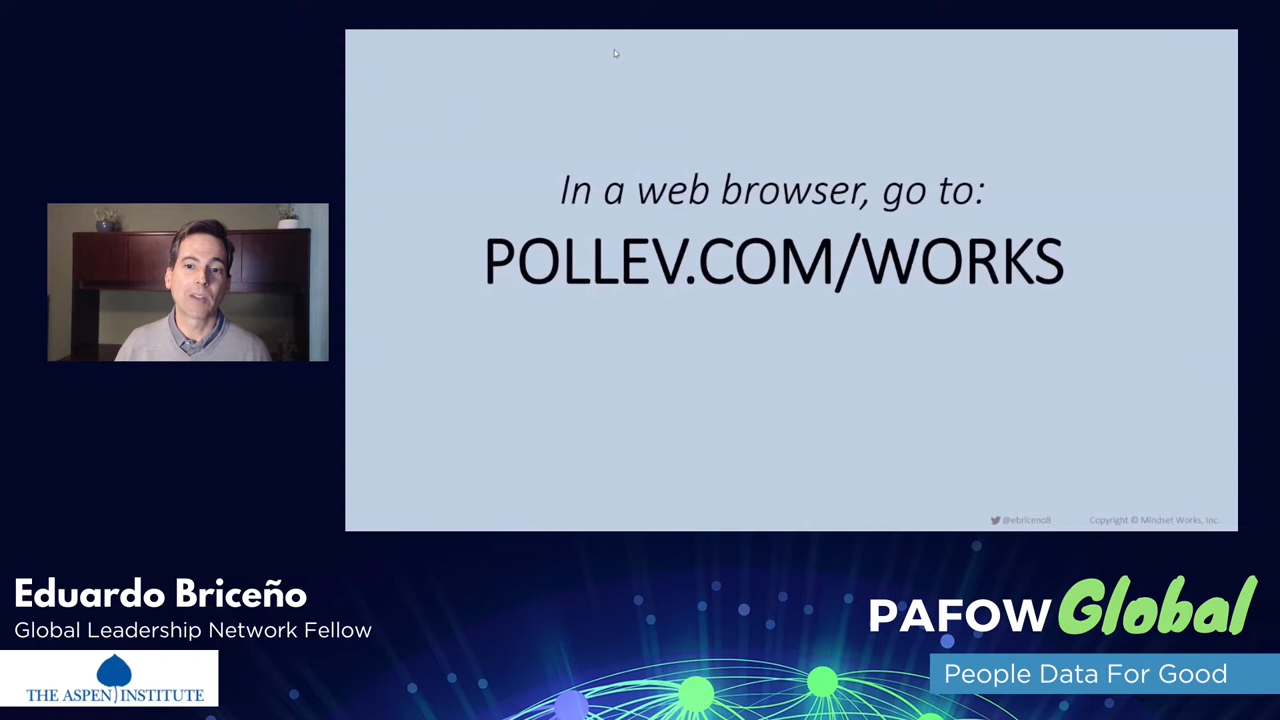 In a web browser, go to:
POLLEV.COM/WORKS
@ebriceno8
Copyright © Mindset Works, Inc.
Eduardo Briceño
Global Leadership Network Fellow
THE ASPEN INSTITUTE
PAFOW Global
People Data For Good